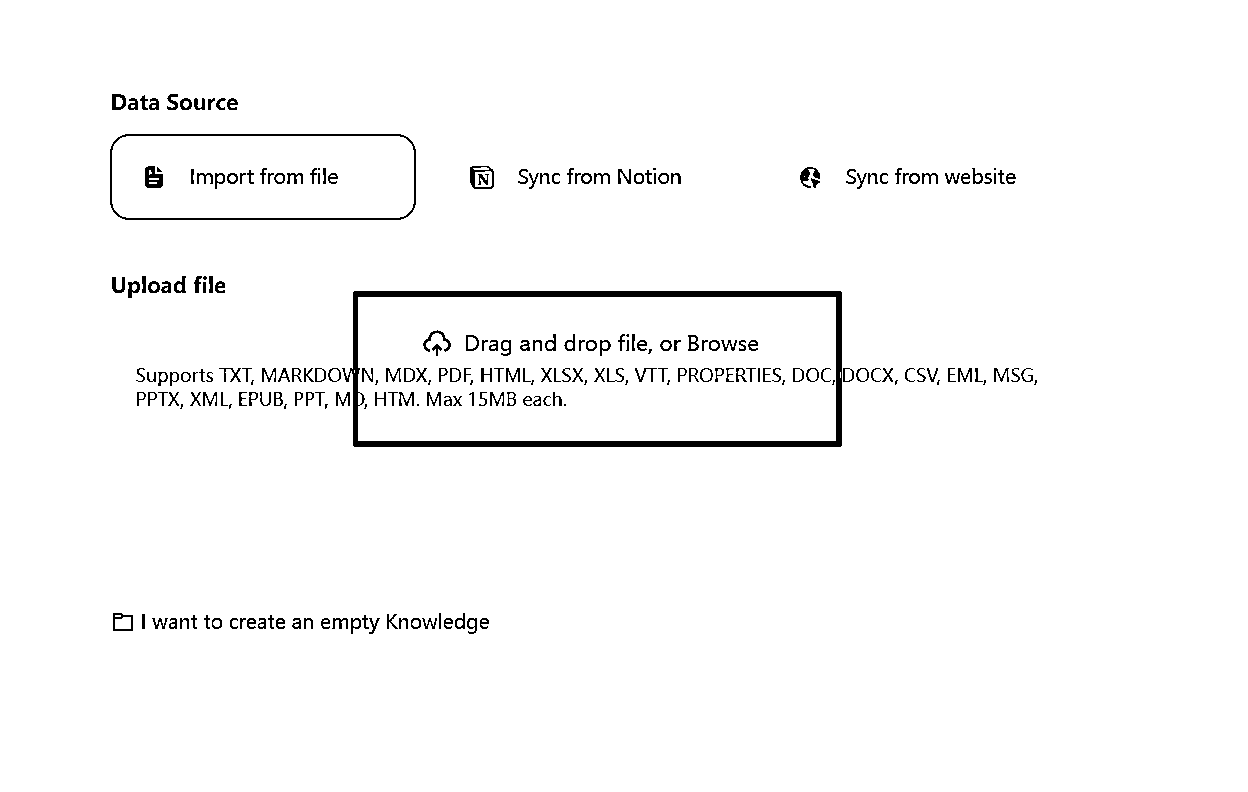 Data Source
Import from file
Sync from Notion
Sync from website
Upload file
Drag and drop file, or Browse
Supports TXT, MARKDOWN, MDX, PDF, HTML, XLSX, XLS, VTT, PROPERTIES, DOC, DOCX, CSV, EML, MSG,
PPTX, XML, EPUB, PPT, MD, HTM. Max 15MB each.
I want to create an empty Knowledge